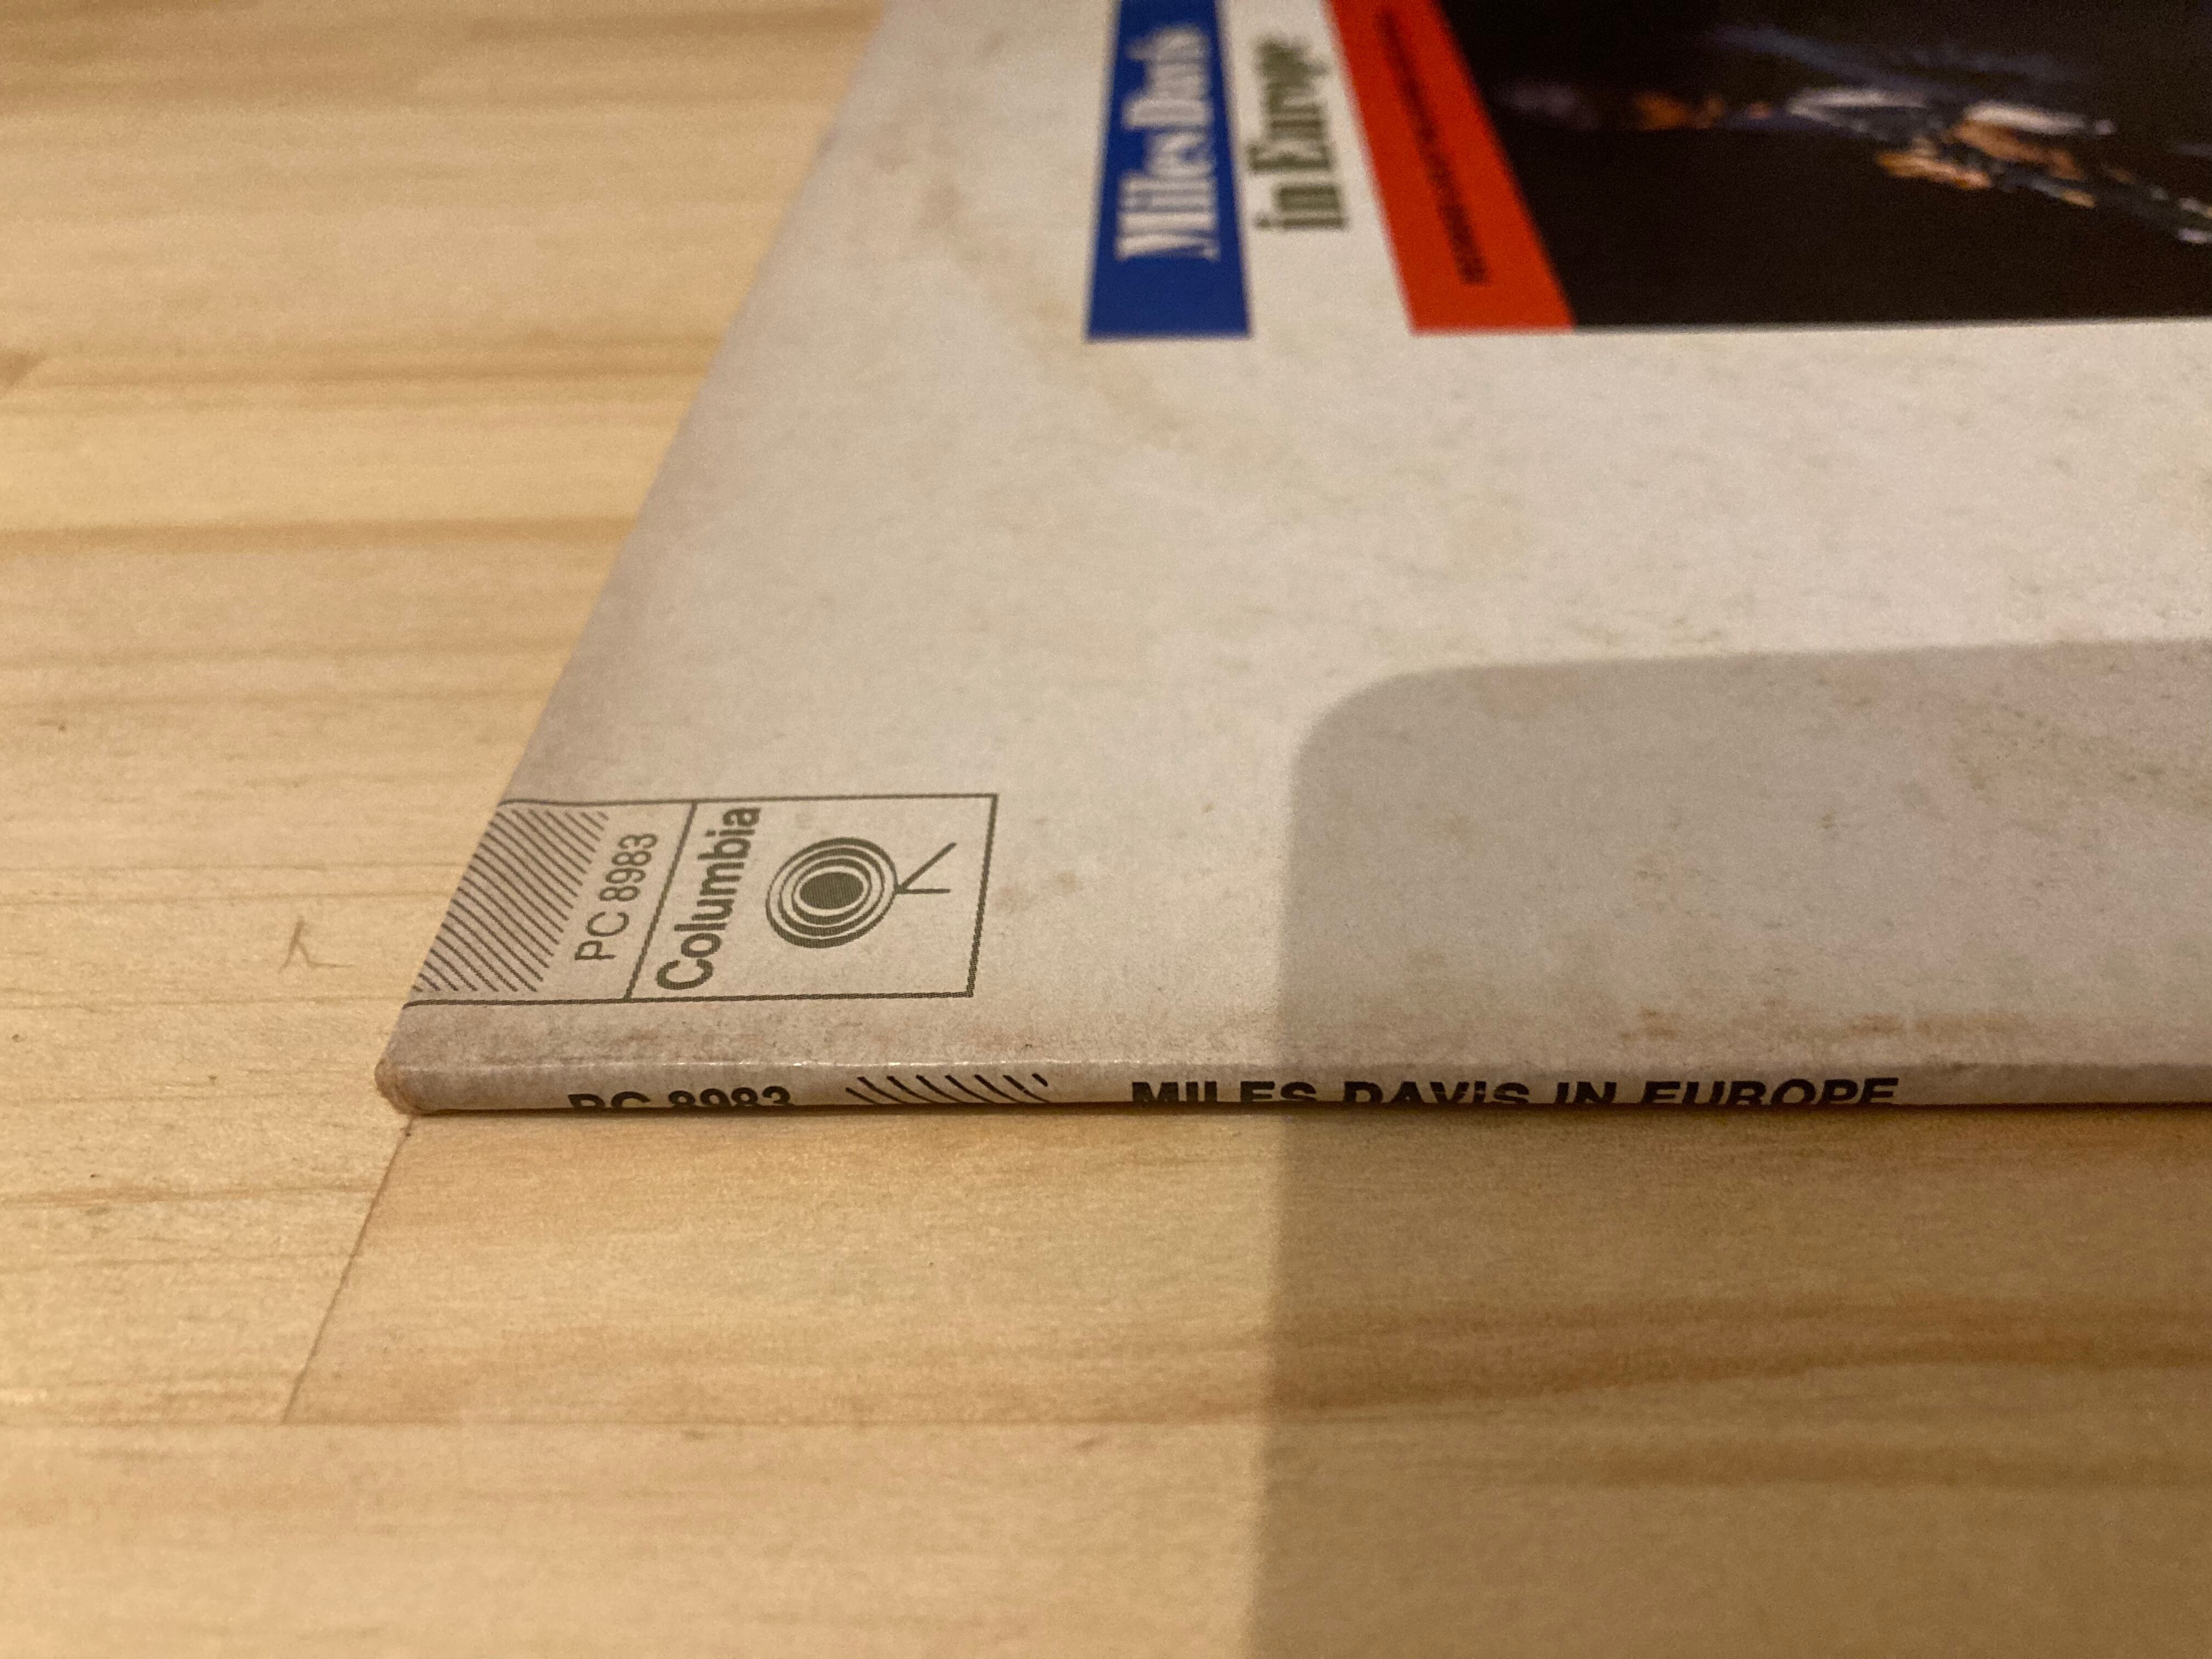 Miles Davis
in Europe
PC 8983
Columbia
PC 8983 MILES DAVIS IN EUROPE